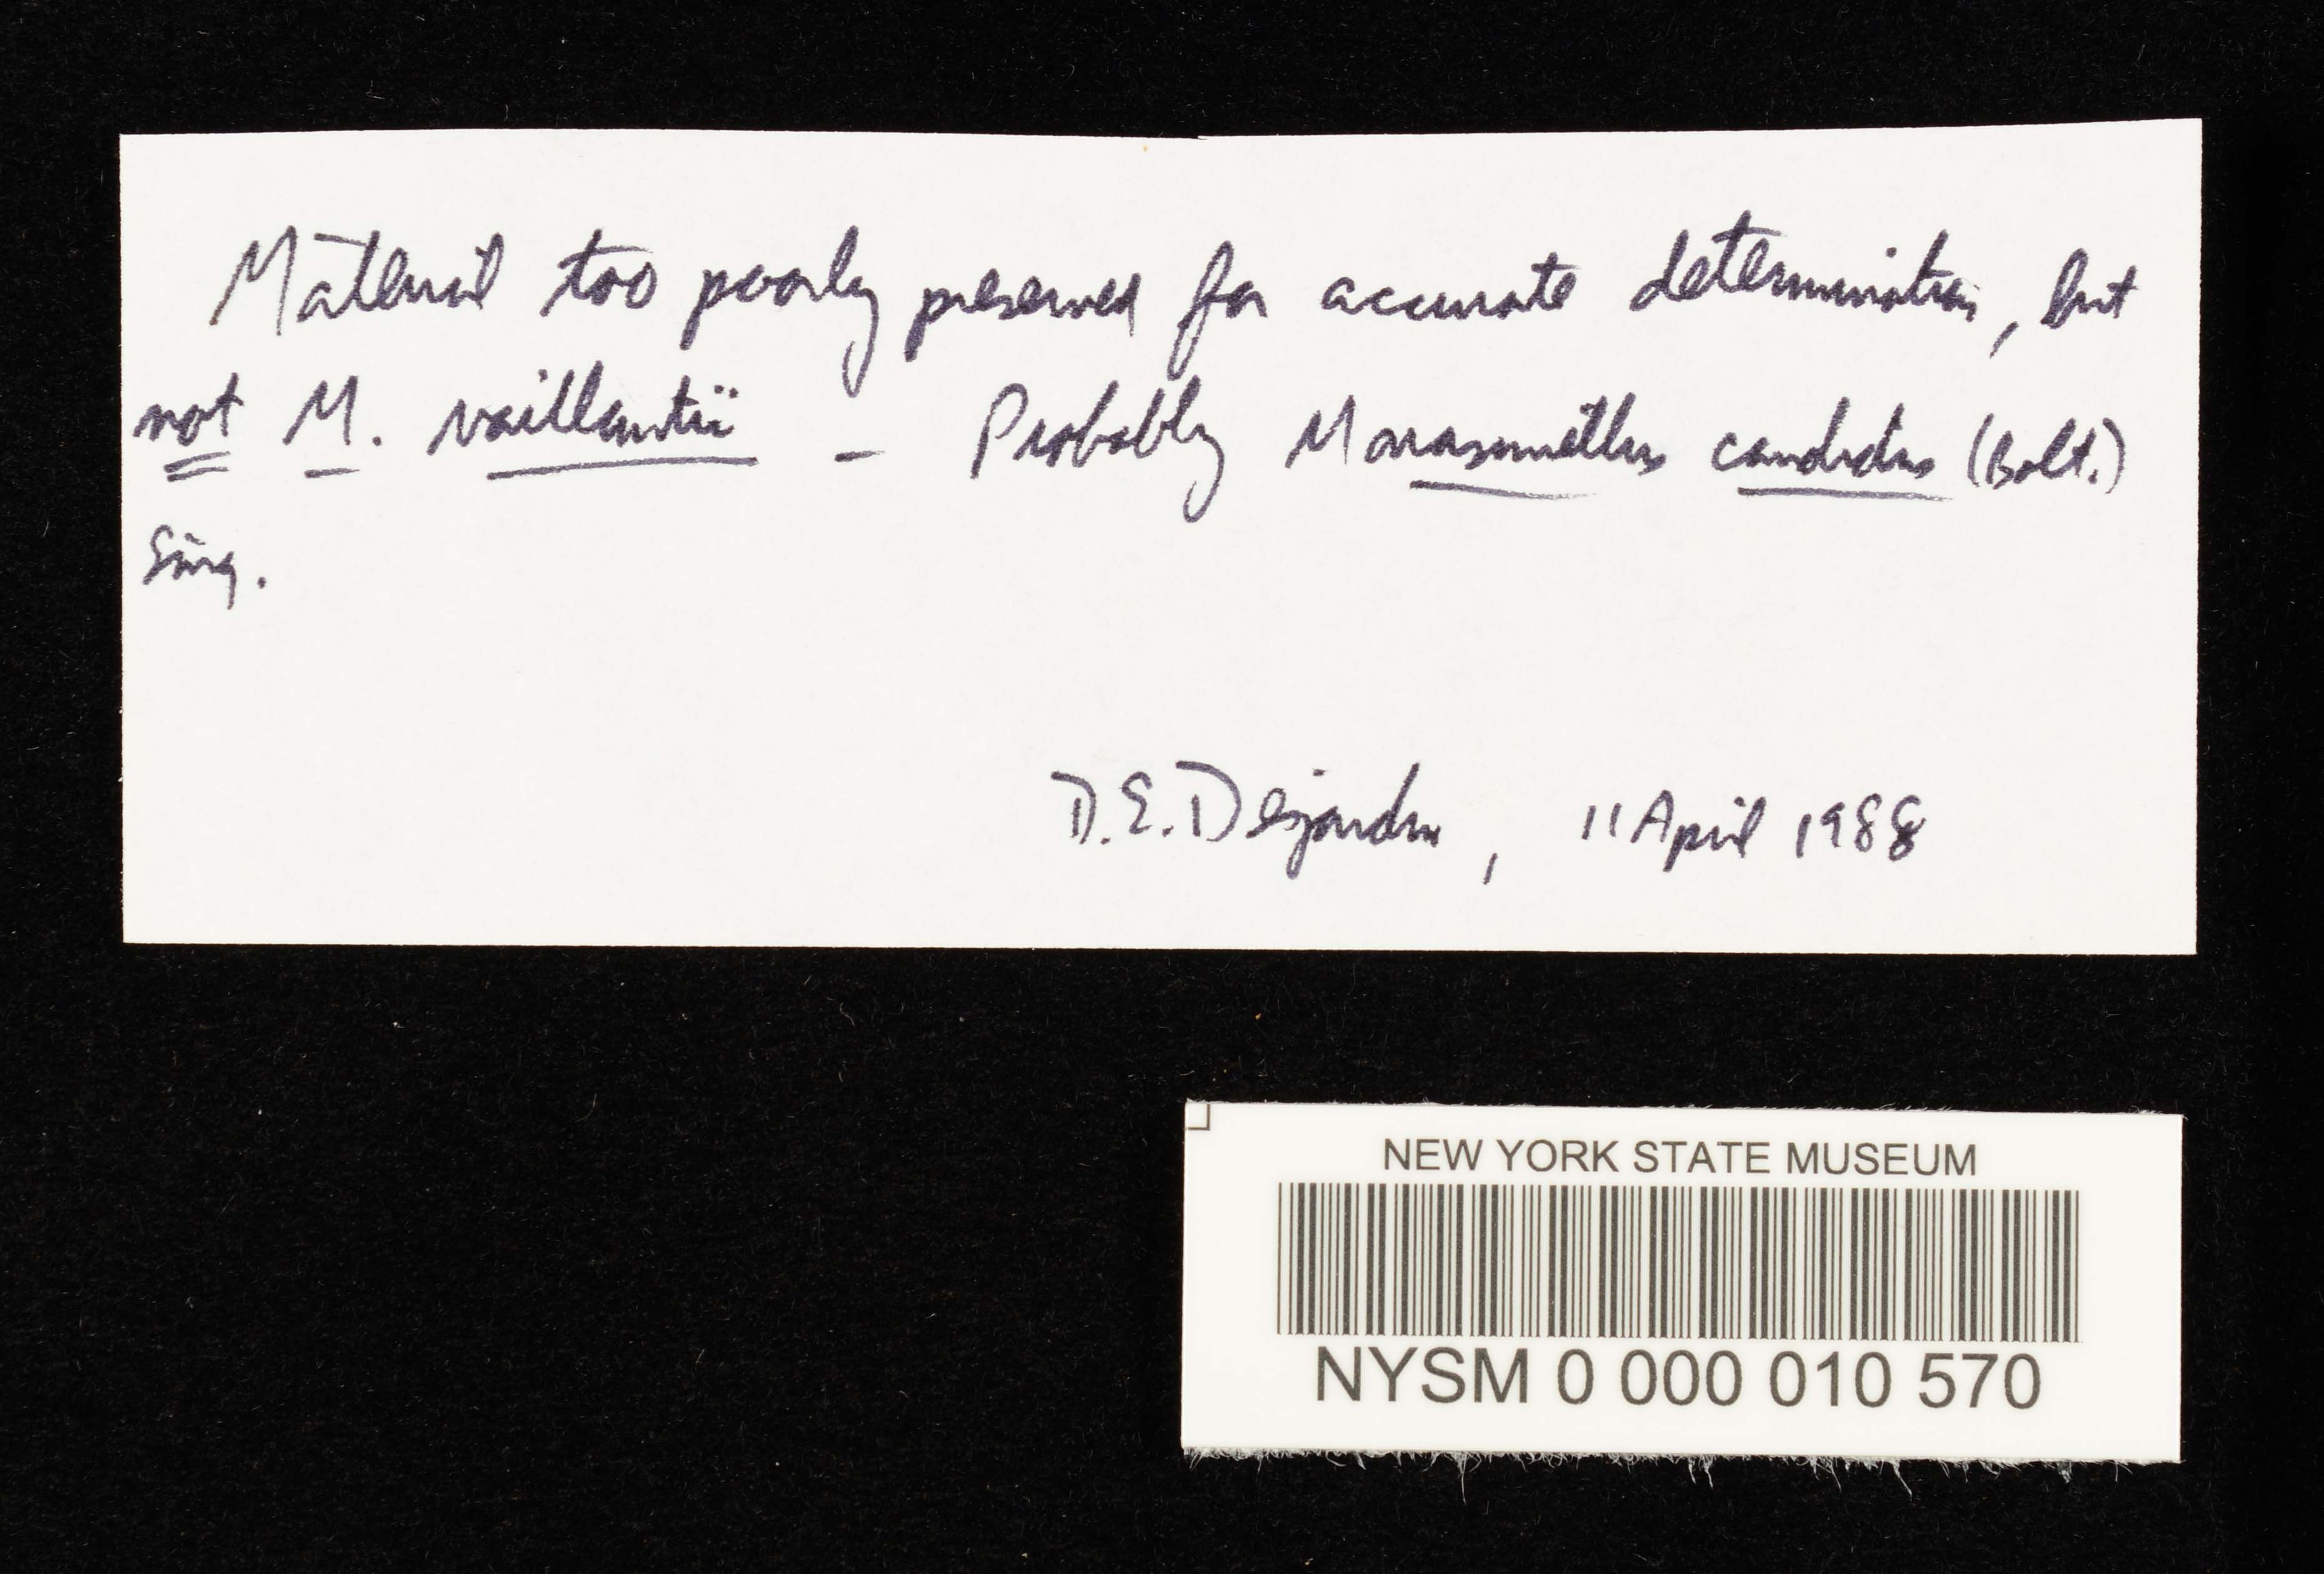 Material too poorly preserved for accurate determination, but
not M. vaillantii - Probably Marasmiellus candidus (Bolt.)
Sing.
D.E. Desjardin, 11 April 1988
NEW YORK STATE MUSEUM
NYSM 0 000 010 570